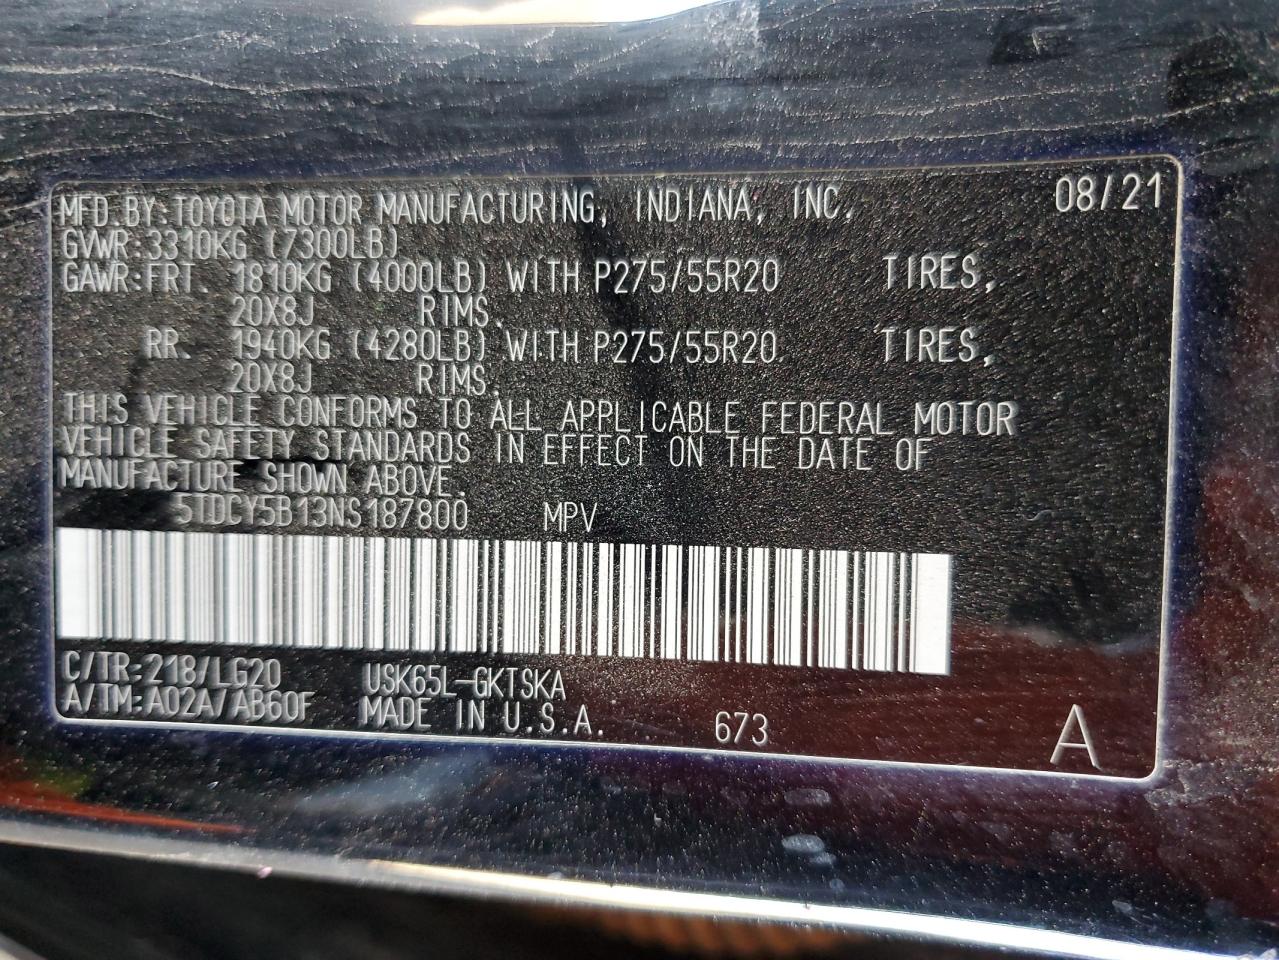 MFD.BY:TOYOTA MOTOR MANUFACTURING, INDIANA, INC. 08/21
GVWR:3310KG (7300LB)
GAWR:FRT. 1810KG (4000LB) WITH P275/55R20 TIRES,
20X8J RIMS.
RR. 1940KG (4280LB) WITH P275/55R20 TIRES,
20X8J RIMS.
THIS VEHICLE CONFORMS TO ALL APPLICABLE FEDERAL MOTOR
VEHICLE SAFETY STANDARDS IN EFFECT ON THE DATE OF
MANUFACTURE SHOWN ABOVE.
5TDCY5B13NS187800 MPV
C/TR:218/LG20 USK65L-GKTSKA
A/TM:A02A/AB60F MADE IN U.S.A. 673 A